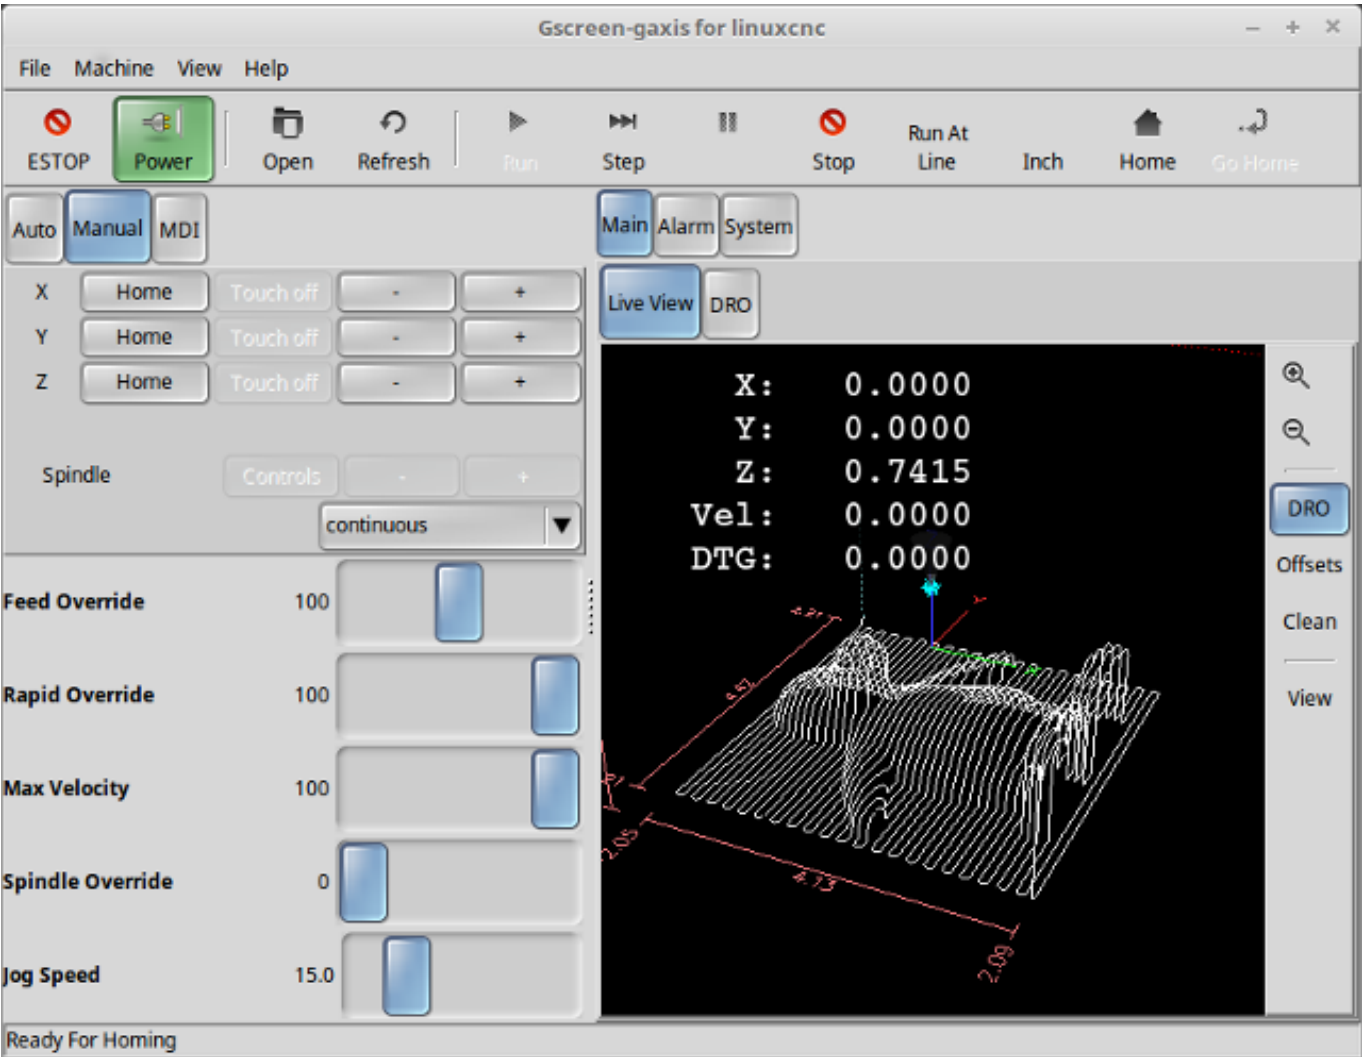 Gscreen-gaxis for linuxcnc
File Machine View Help
ESTOP Power Open Refresh Run Step Stop Run At Line Inch Home Go Home
Auto Manual MDI
Main Alarm System
X Home Touch off - +
Y Home Touch off - +
Z Home Touch off - +
Spindle Controls - +
continuous
Feed Override 100
Rapid Override 100
Max Velocity 100
Spindle Override 0
Jog Speed 15.0
Live View DRO
X: 0.0000
Y: 0.0000
Z: 0.7415
Vel: 0.0000
DTG: 0.0000
2.05
4.13
2.09
DRO
Offsets
Clean
View
Ready For Homing